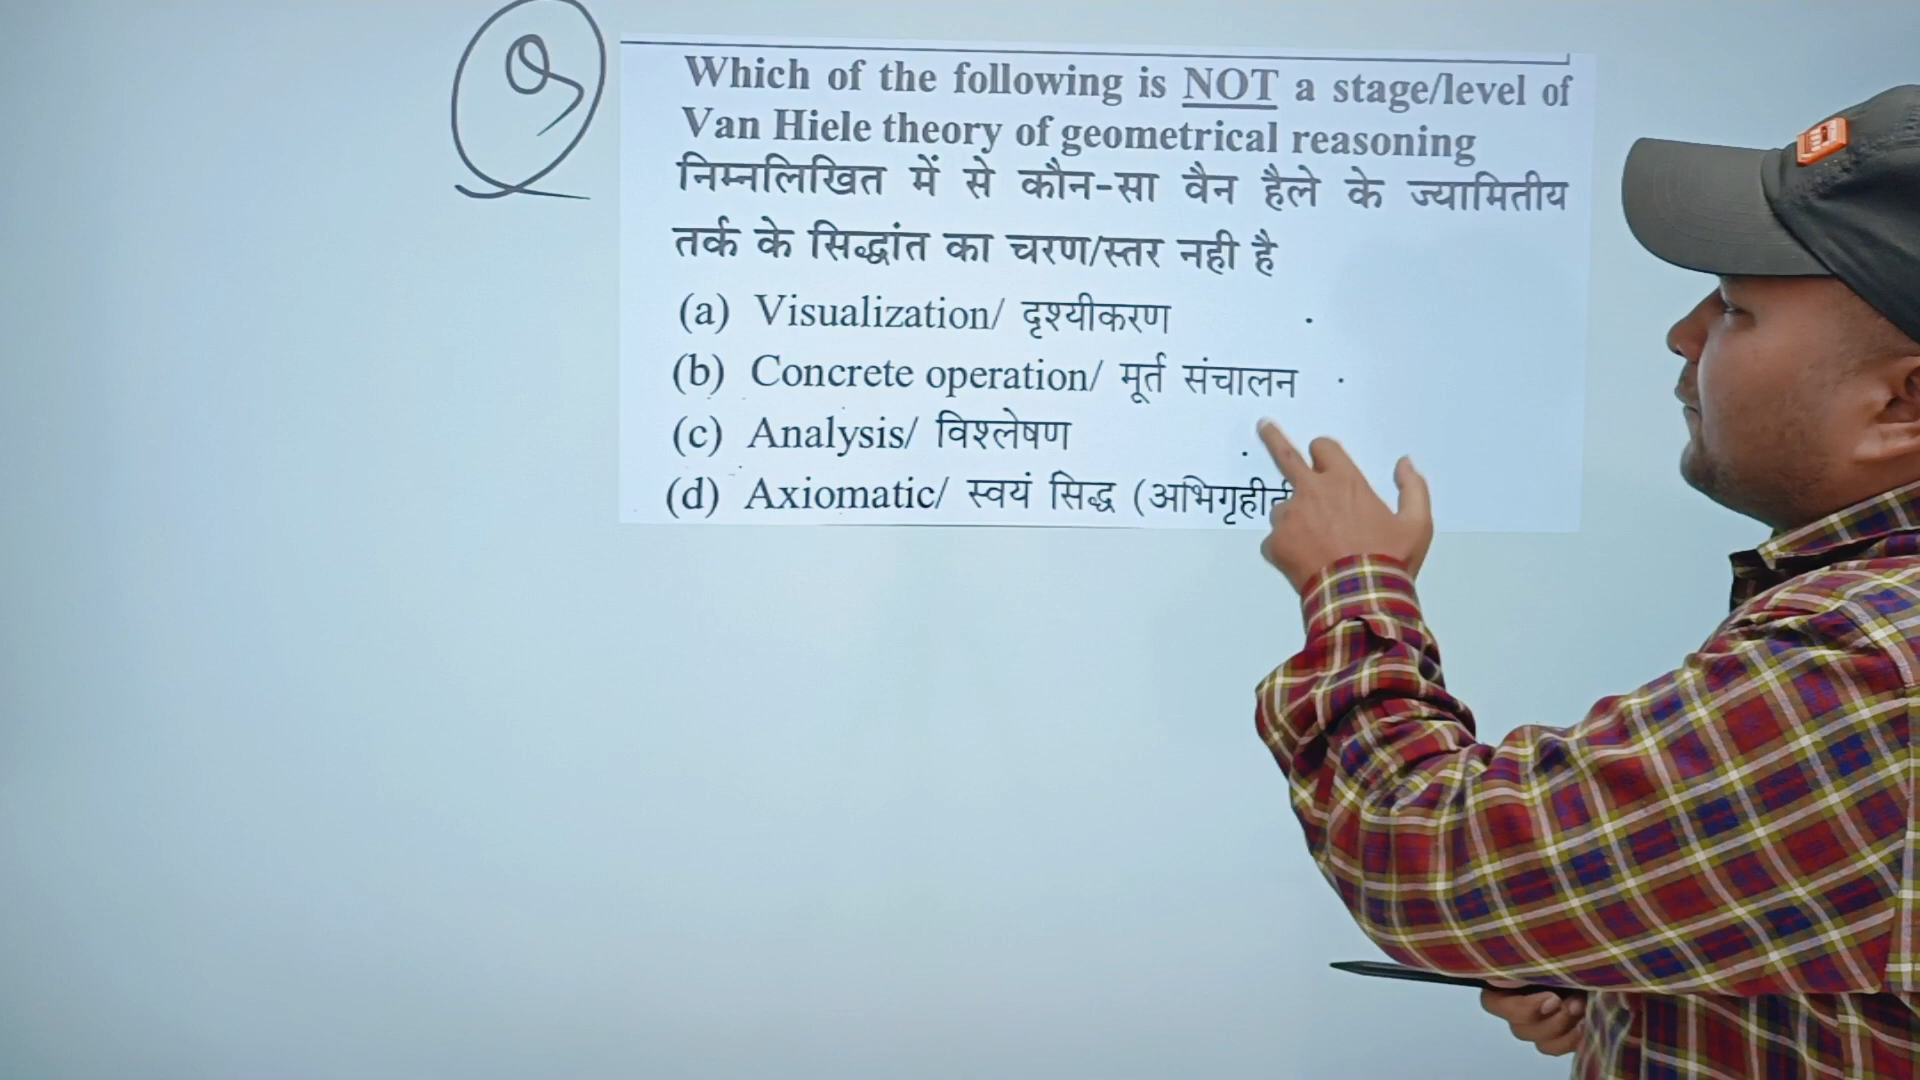 Q
Which of the following is NOT a stage/level of
Van Hiele theory of geometrical reasoning
निम्नलिखित में से कौन-सा वैन हैले के ज्यामितीय
तर्क के सिद्धांत का चरण/स्तर नही है
(a) Visualization/ दृश्यीकरण
(b) Concrete operation/ मूर्त संचालन
(c) Analysis/ विश्लेषण
(d) Axiomatic/ स्वयं सिद्ध